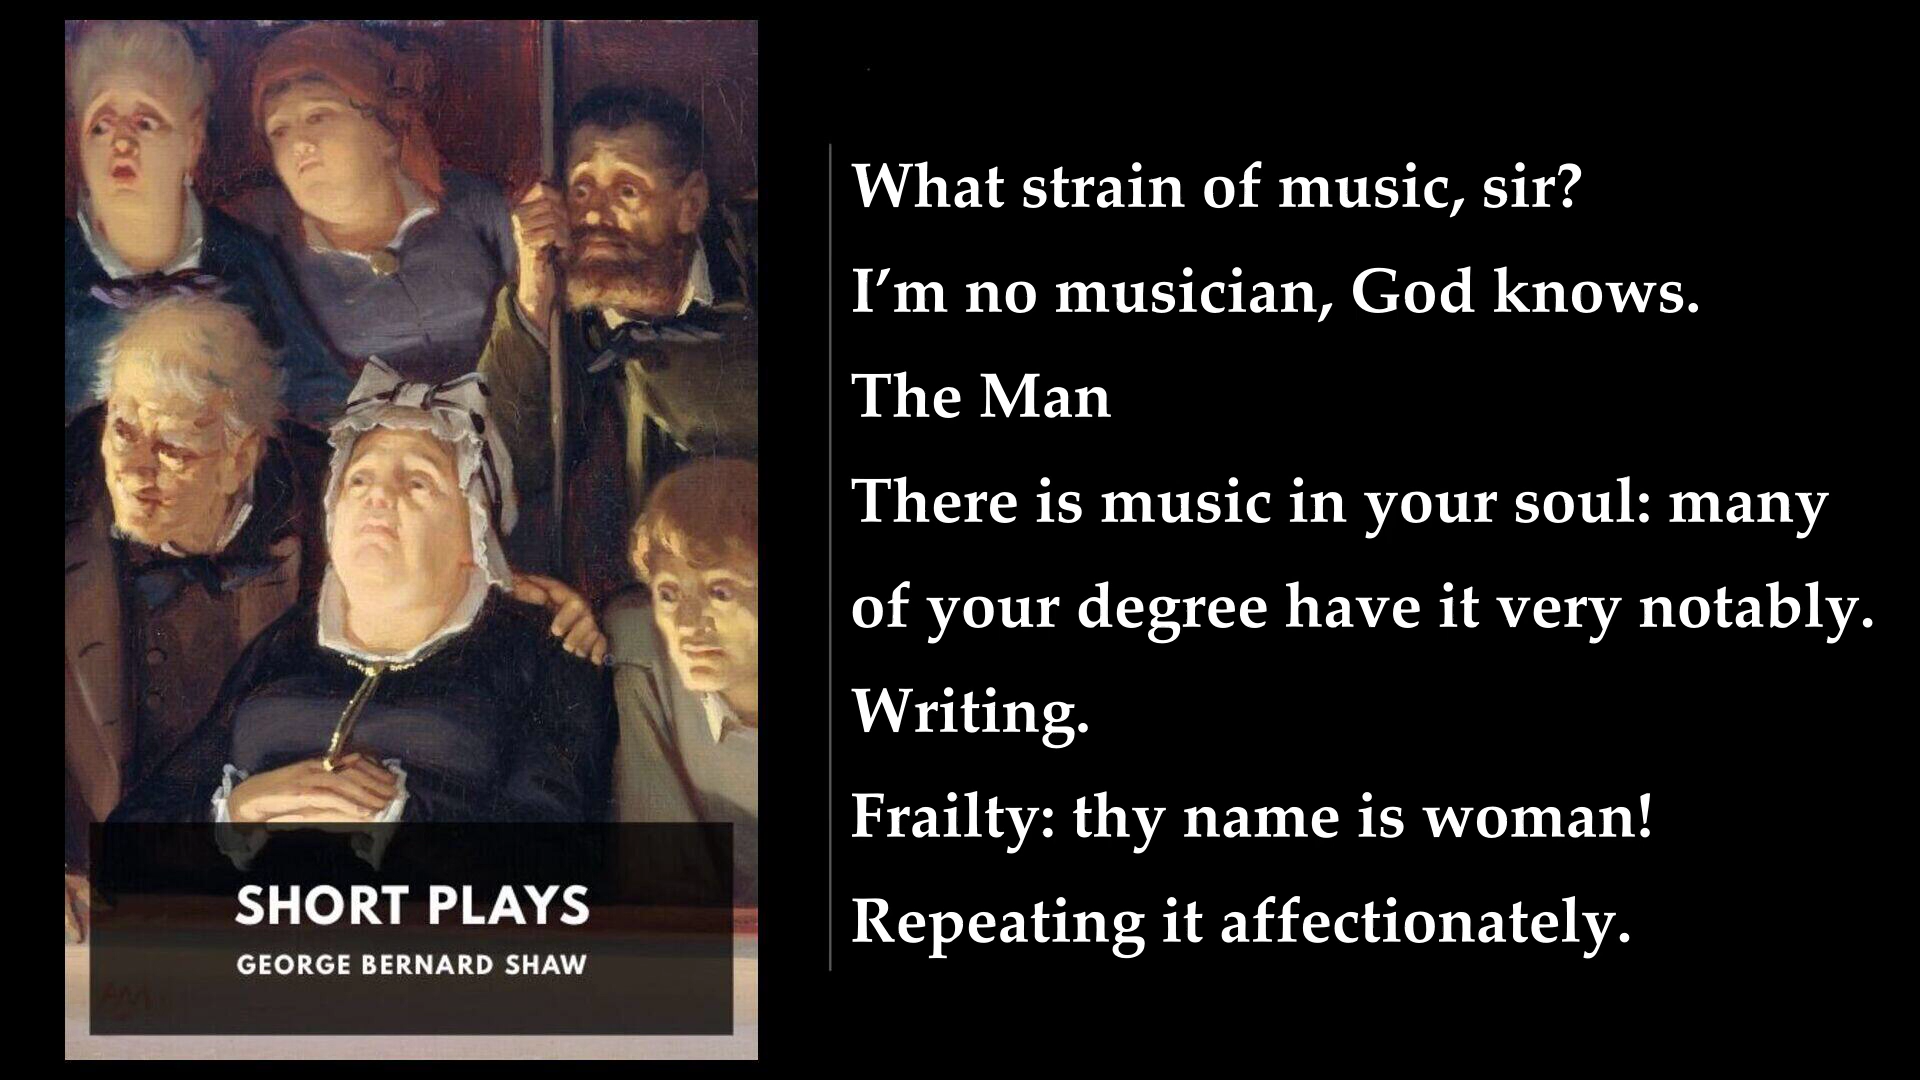 What strain of music, sir?
I’m no musician, God knows.
The Man
There is music in your soul: many
of your degree have it very notably.
Writing.
Frailty: thy name is woman!
Repeating it affectionately.
SHORT PLAYS
GEORGE BERNARD SHAW